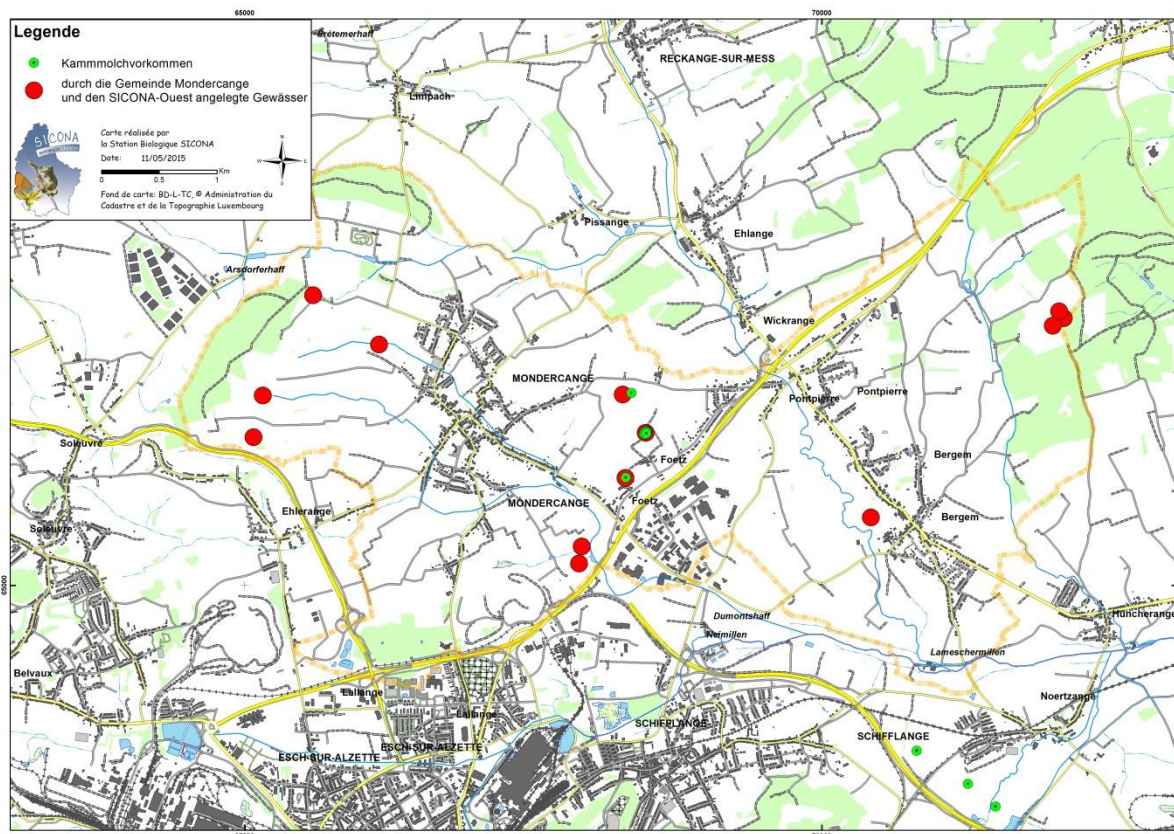 65000
70000
Legende
Kammmolchvorkommen
durch die Gemeinde Mondercange
und den SICONA-Ouest angelegte Gewässer
SICONA
Carte réalisée par
la Station Biologique SICONA
Date: 11/05/2015
N
W
E
S
0 0.5 1
Km
Fond de carte: BD-L-TC, © Administration du
Cadastre et de la Topographie Luxembourg
RECKANGE-SUR-MESS
Limpach
Pissange
Ehlange
Arsdorferhaff
Wickrange
MONDERCANGE
Pontpierre
Pontpierre
Soleuvre
Foetz
Bergem
Ehlerange
MONDERCANGE
Foetz
Soleuvre
Bergem
65000
Dumontshaff
Huncherange
Neimillen
Lameschermillen
Belvaux
Lallange
Noertzange
Lallange
SCHIFFLANGE
SCHIFFLANGE
ESCH-SUR-ALZETTE
ESCH-SUR-ALZETTE